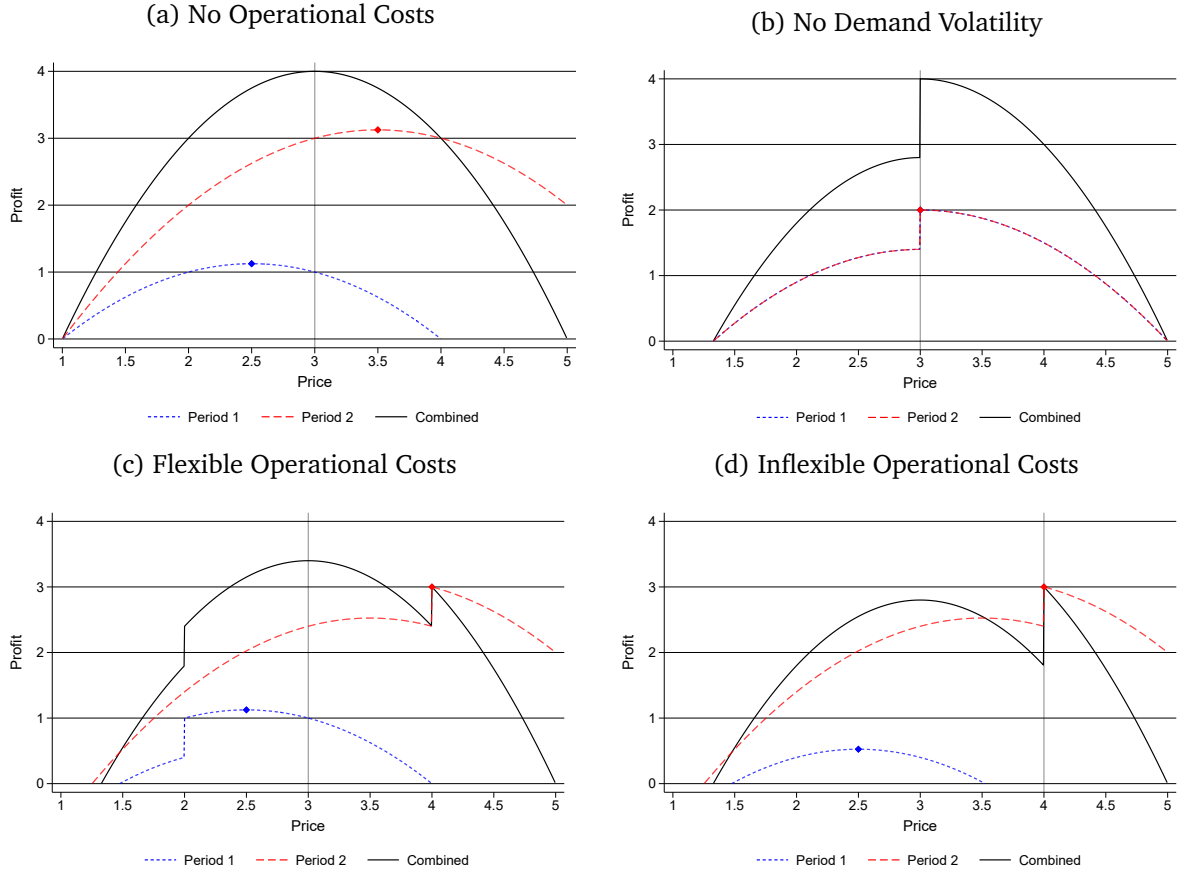 (a) No Operational Costs
4
3
2
1
0
Profit
1 1.5 2 2.5 3 3.5 4 4.5 5
Price
Period 1 Period 2 Combined
(b) No Demand Volatility
4
3
2
1
0
Profit
1 1.5 2 2.5 3 3.5 4 4.5 5
Price
Period 1 Period 2 Combined
(c) Flexible Operational Costs
4
3
2
1
0
Profit
1 1.5 2 2.5 3 3.5 4 4.5 5
Price
Period 1 Period 2 Combined
(d) Inflexible Operational Costs
4
3
2
1
0
Profit
1 1.5 2 2.5 3 3.5 4 4.5 5
Price
Period 1 Period 2 Combined